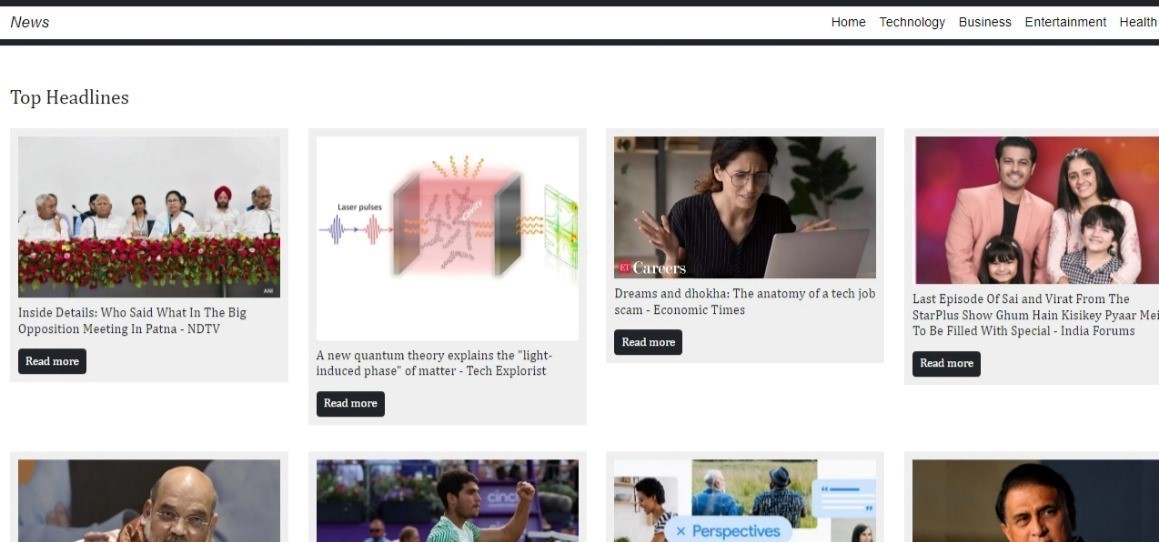 News
Home Technology Business Entertainment Health
Top Headlines
ANI
Inside Details: Who Said What In The Big
Opposition Meeting In Patna - NDTV
Read more
Laser pulses
Cavity
A new quantum theory explains the "light-
induced phase" of matter - Tech Explorist
Read more
ET Careers
Dreams and dhokha: The anatomy of a tech job
scam - Economic Times
Read more
Last Episode Of Sai and Virat From The
StarPlus Show Ghum Hain Kisikey Pyaar Mei
To Be Filled With Special - India Forums
Read more
cinc
× Perspectives